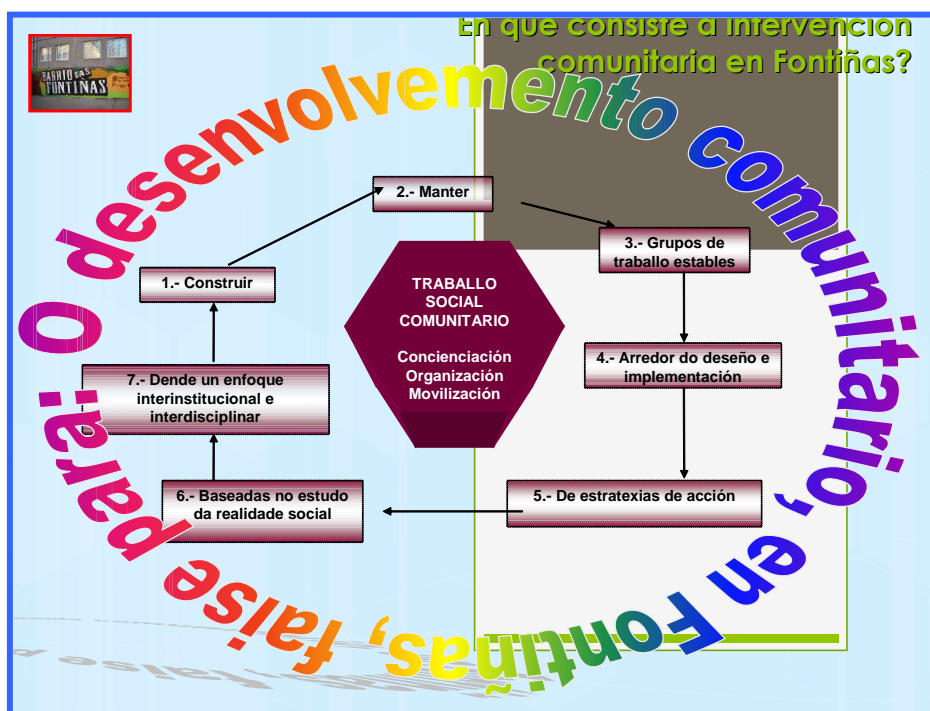 En que consiste a intervención
comunitaria en Fontiñas?
BARRIO DAS
FONTIÑAS
O desenvolvemento comunitario, en Fontiñas, faise para:
2.- Manter
3.- Grupos de
traballo estables
1.- Construir
TRABALLO
SOCIAL
COMUNITARIO
Concienciación
Organización
Movilización
4.- Arredor do deseño e
implementación
7.- Dende un enfoque
interinstitucional e
interdisciplinar
6.- Baseadas no estudo
da realidade social
5.- De estratexias de acción